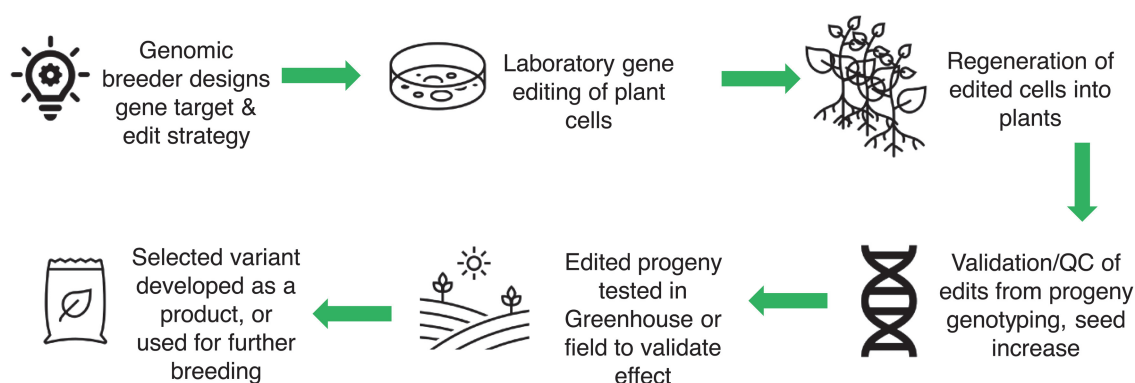 Genomic
breeder designs
gene target &
edit strategy
Laboratory gene
editing of plant
cells
Regeneration of
edited cells into
plants
Validation/QC of
edits from progeny
genotyping, seed
increase
Edited progeny
tested in
Greenhouse or
field to validate
effect
Selected variant
developed as a
product, or
used for further
breeding